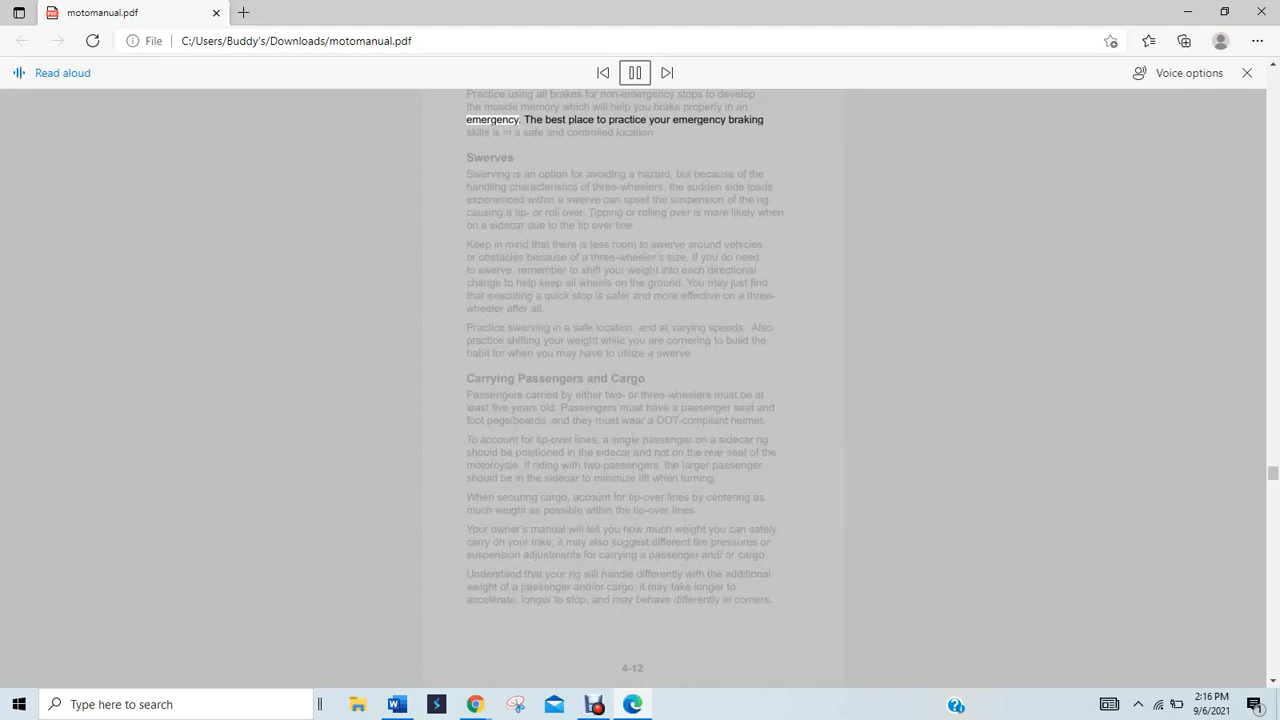 motomanual.pdf
File
C:/Users/Buddy's/Downloads/motomanual.pdf
Read aloud
Voice options
Practice using all brakes for non-emergency stops to develop
the muscle memory which will help you brake properly in an
emergency. The best place to practice your emergency braking
skills is in a safe and controlled location
Swerves
Swerving is an option for avoiding a hazard, but because of the
handling characteristics of three-wheelers, the sudden side loads
experienced within a swerve can upset the suspension of the rig,
causing a tip- or roll over. Tipping or rolling over is more likely when
on a sidecar due to the tip over line
Keep in mind that there is less room to swerve around vehicles
or obstacles because of a three-wheeler's size. If you do need
to swerve, remember to shift your weight into each directional
change to help keep all wheels on the ground. You may just find
that executing a quick stop is safer and more effective on a three-
wheeler after all.
Practice swerving in a safe location, and at varying speeds. Also
practice shifting your weight while you are cornering to build the
habit for when you may have to utilize a swerve
Carrying Passengers and Cargo
Passengers carried by either two- or three-wheelers must be at
least five years old. Passengers must have a passenger seat and
foot pegs/boards, and they must wear a DOT-compliant helmet.
To account for tip-over lines, a single passenger on a sidecar rig
should be positioned in the sidecar and not on the rear seat of the
motorcycle. If riding with two passengers, the larger passenger
should be in the sidecar to minimize lift when turning.
When securing cargo, account for tip-over lines by centering as
much weight as possible within the tip-over lines.
Your owner's manual will tell you how much weight you can safely
carry on your trike; it may also suggest different tire pressures or
suspension adjustments for carrying a passenger and/ or cargo.
Understand that your rig will handle differently with the additional
weight of a passenger and/or cargo, it may take longer to
accelerate, longer to stop, and may behave differently in corners.
4-12
Type here to search
2:16 PM
9/6/2021